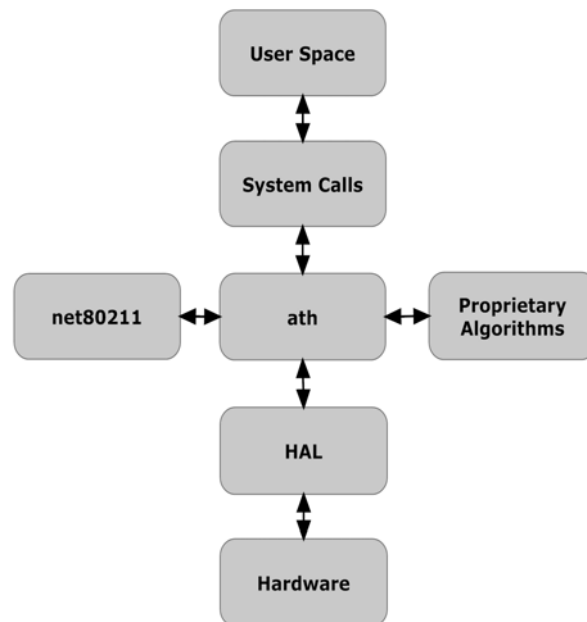 User Space
System Calls
net80211
ath
Proprietary
Algorithms
HAL
Hardware